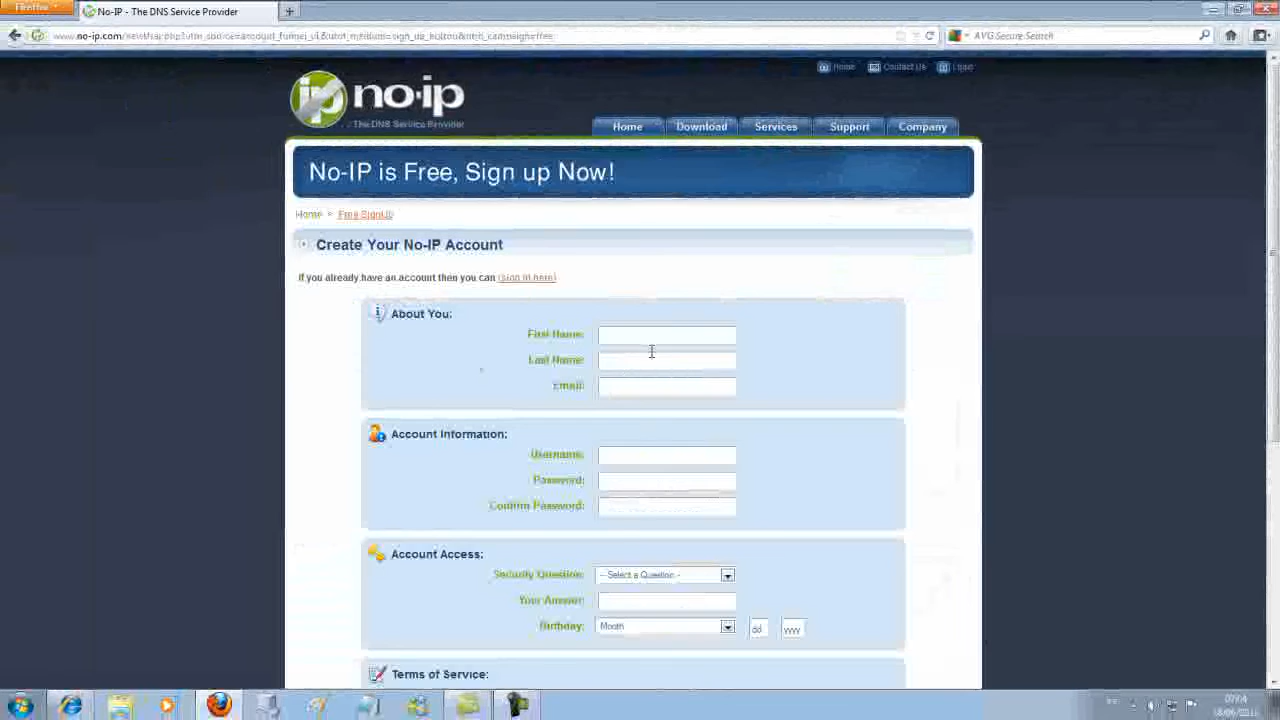 Firefox
No-IP - The DNS Service Provider
AVG Secure Search
Home Contact Us Login
no-ip
The DNS Service Provider
Home Download Services Support Company
No-IP is Free, Sign up Now!
Home > Free SignUp
Create Your No-IP Account
If you already have an account then you can (sign in here)
About You:
First Name:
Last Name:
Email:
Account Information:
Username:
Password:
Confirm Password:
Account Access:
Security Question: -- Select a Question -
Your Answer:
Birthday: Month dd yyyy
Terms of Service: